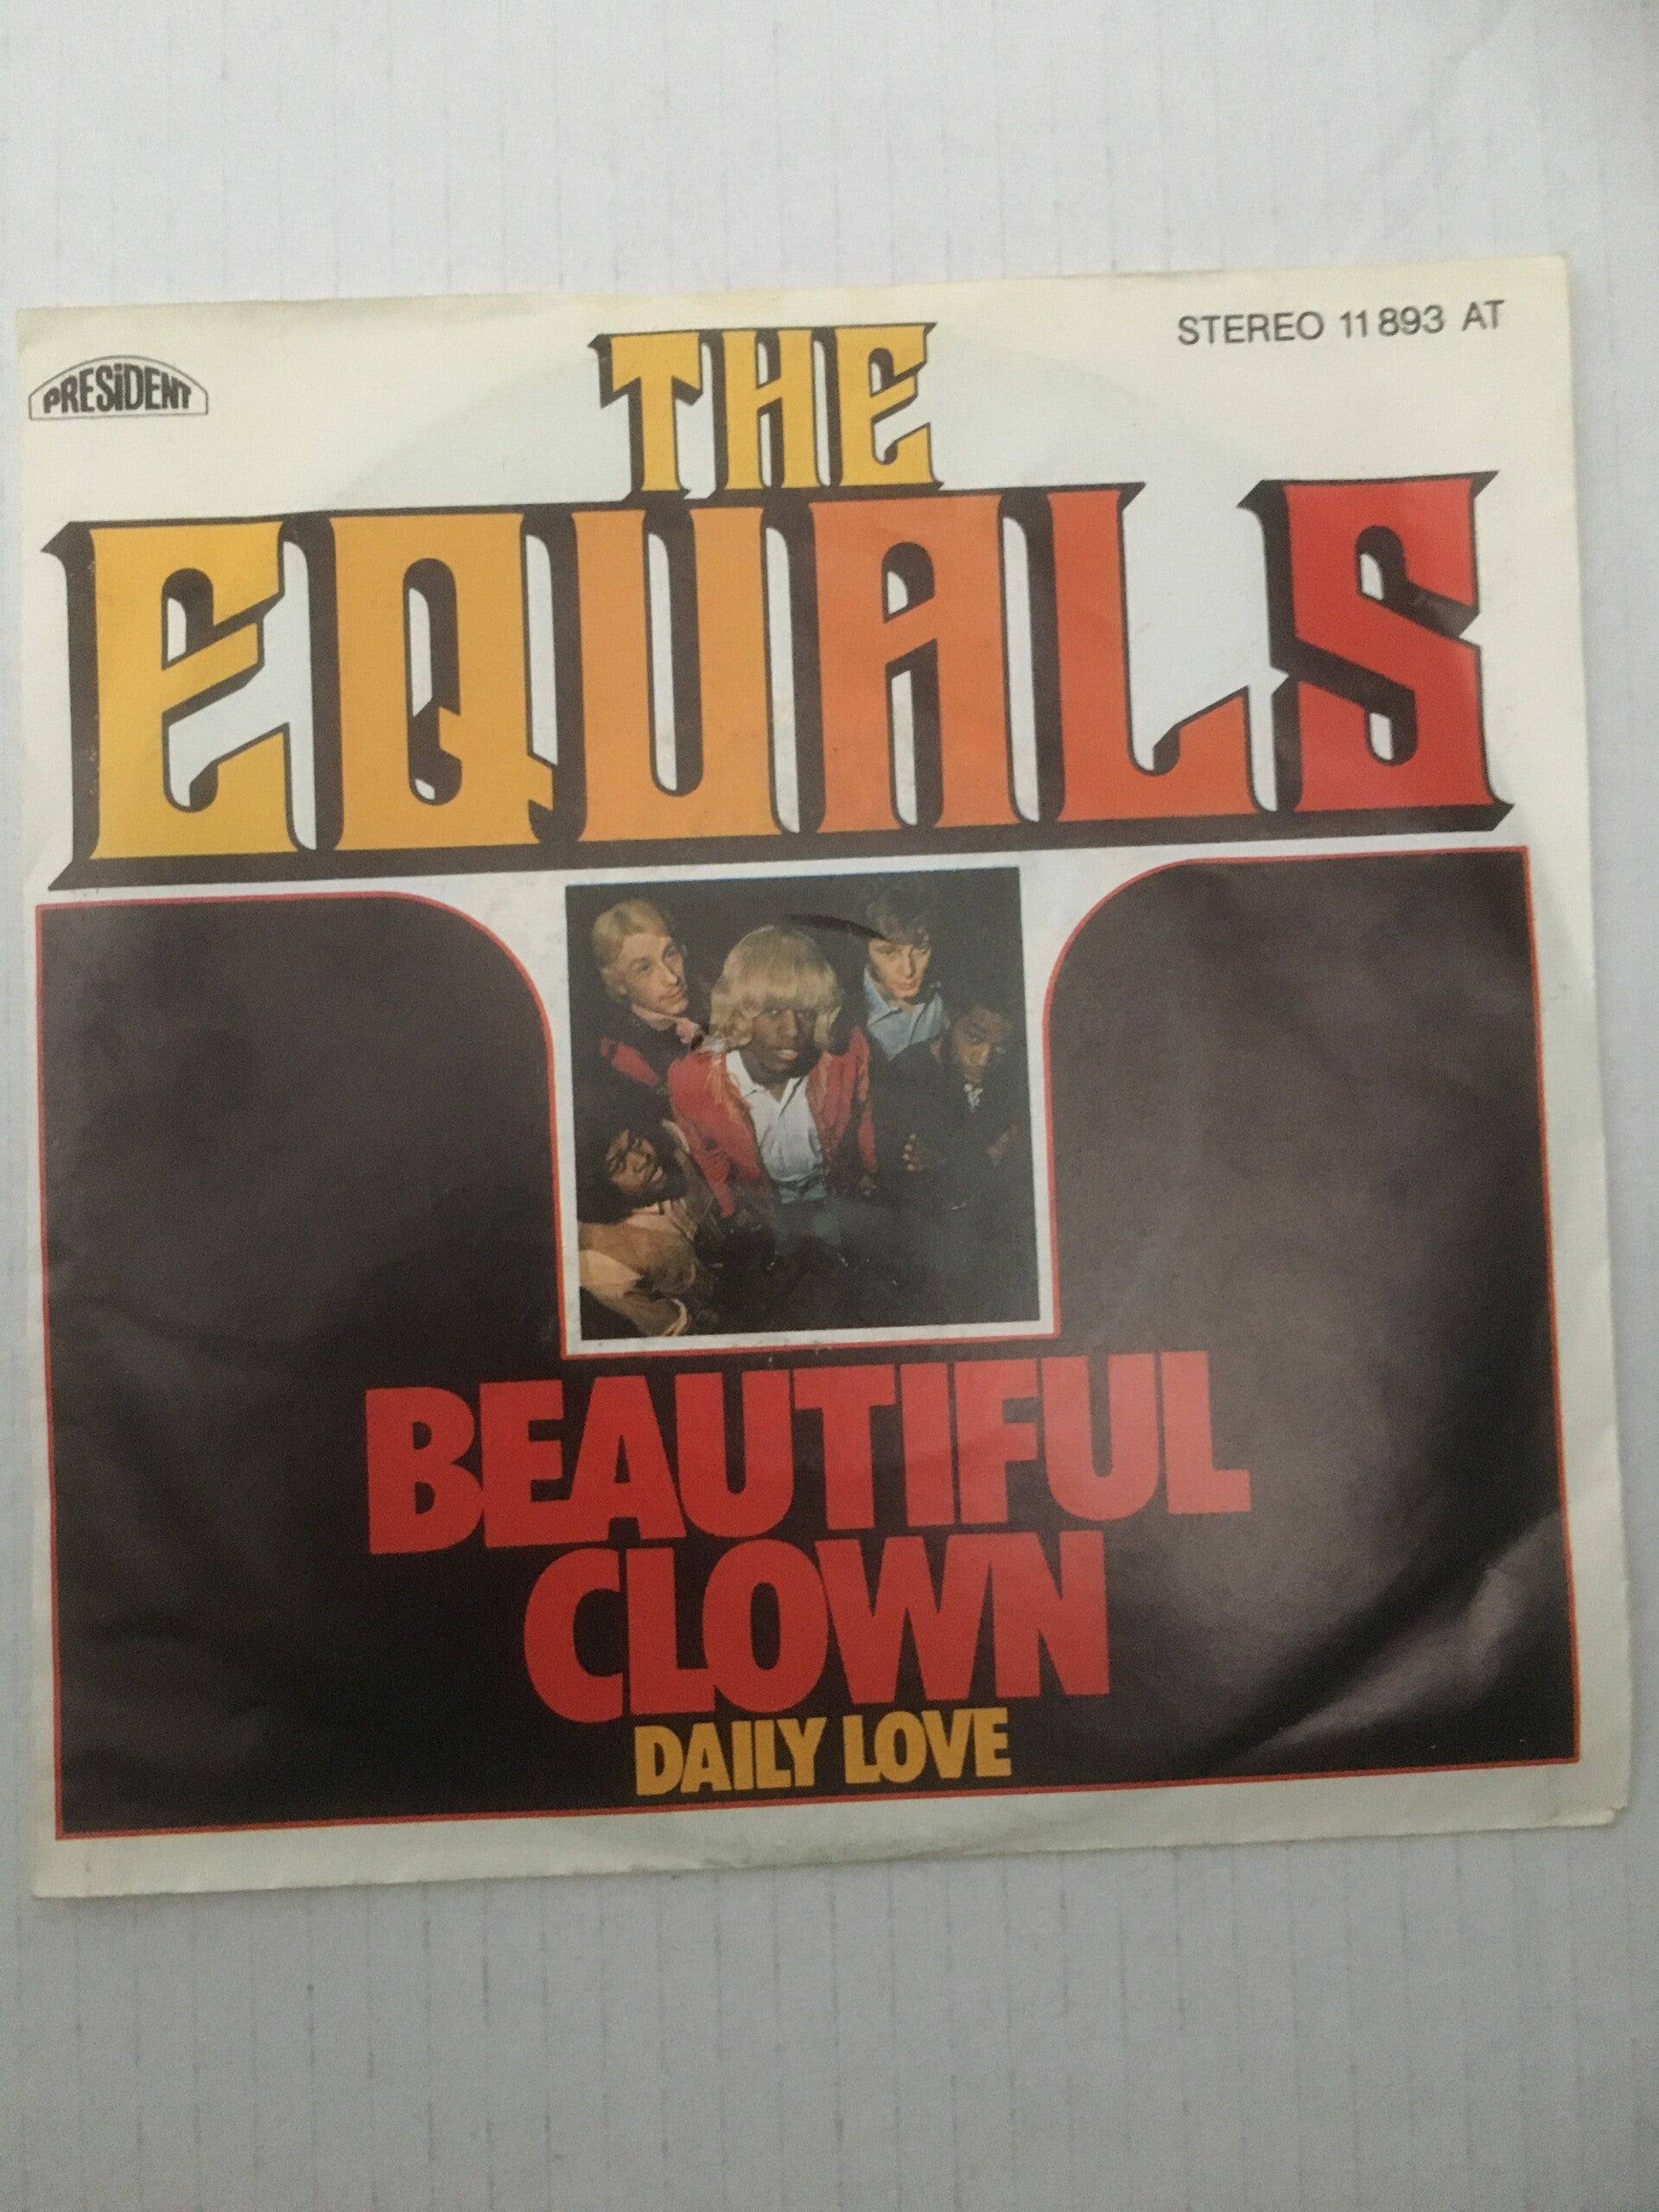 PRESiDENT
STEREO 11 893 AT
THE
EQUALS
BEAUTIFUL
CLOWN
DAILY LOVE